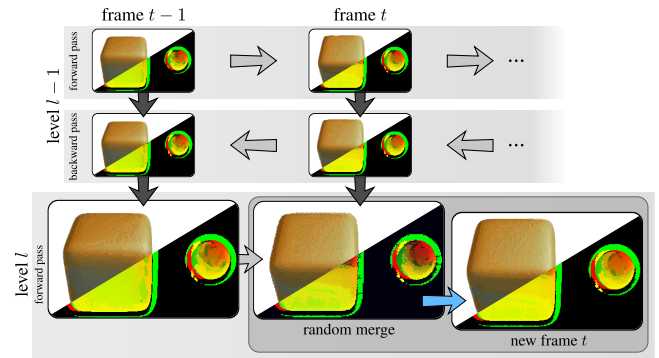 frame t − 1
frame t
level l − 1
forward pass
...
backward pass
...
level l
forward pass
random merge
new frame t